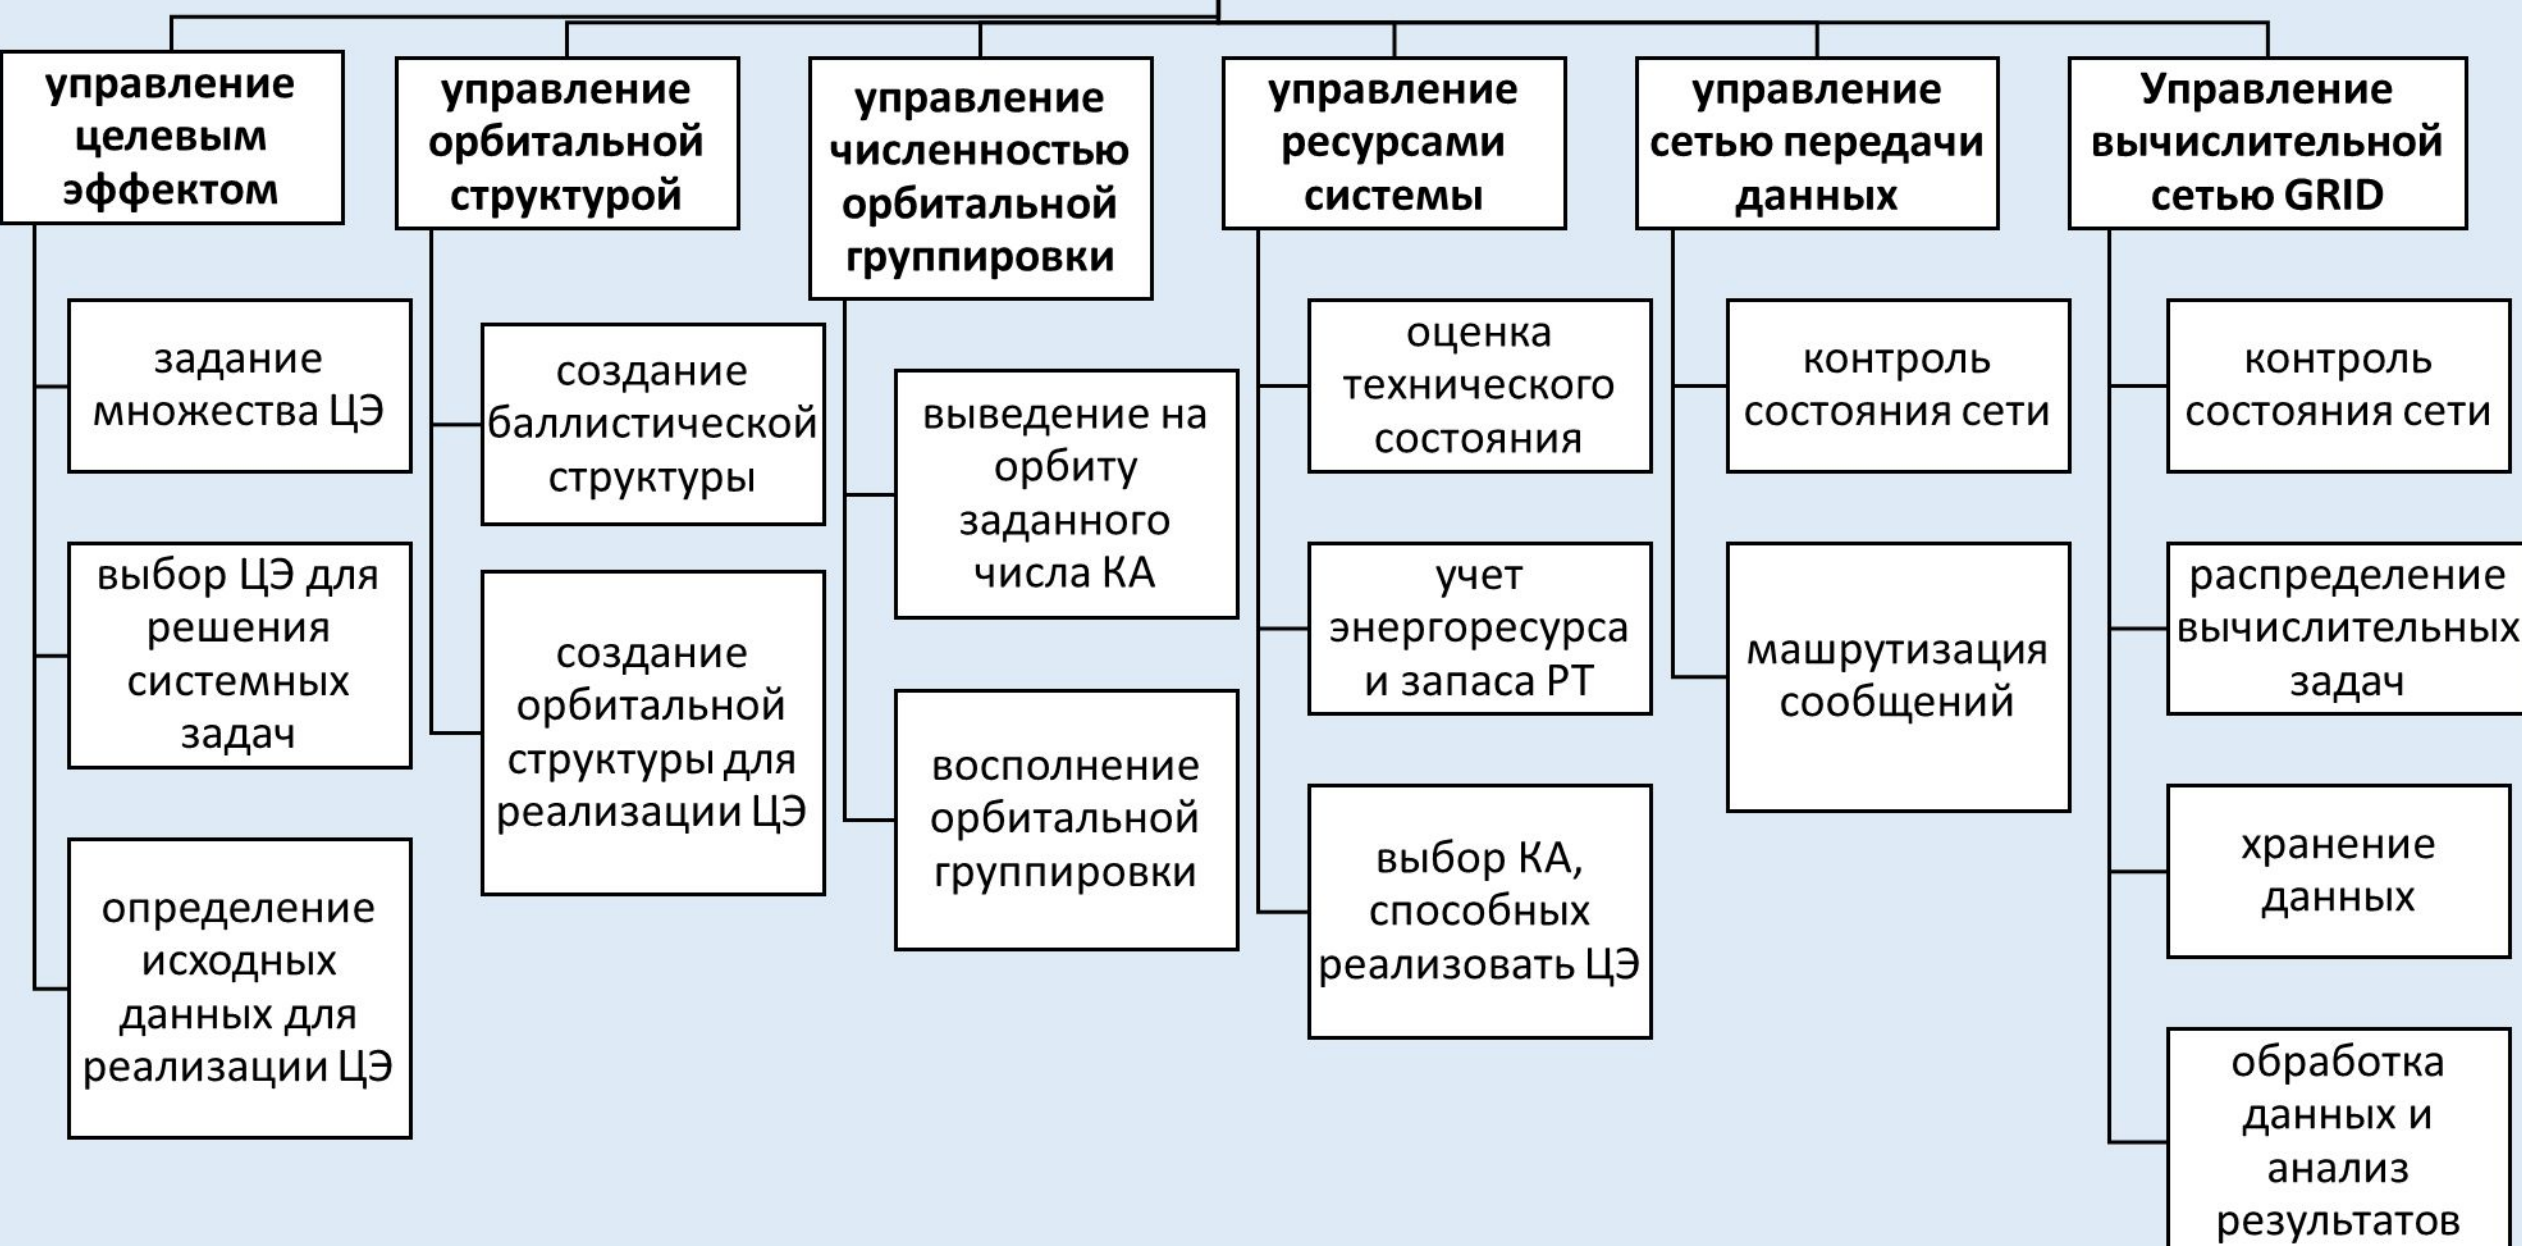 управление
целевым
эффектом
задание
множества ЦЭ
выбор ЦЭ для
решения
системных
задач
определение
исходных
данных для
реализации ЦЭ
управление
орбитальной
структурой
создание
баллистической
структуры
создание
орбитальной
структуры для
реализации ЦЭ
управление
численностью
орбитальной
группировки
выведение на
орбиту
заданного
числа КА
восполнение
орбитальной
группировки
управление
ресурсами
системы
оценка
технического
состояния
учет
энергоресурса
и запаса РТ
выбор КА,
способных
реализовать ЦЭ
управление
сетью передачи
данных
контроль
состояния сети
машрутизация
сообщений
Управление
вычислительной
сетью GRID
контроль
состояния сети
распределение
вычислительных
задач
хранение
данных
обработка
данных и
анализ
результатов